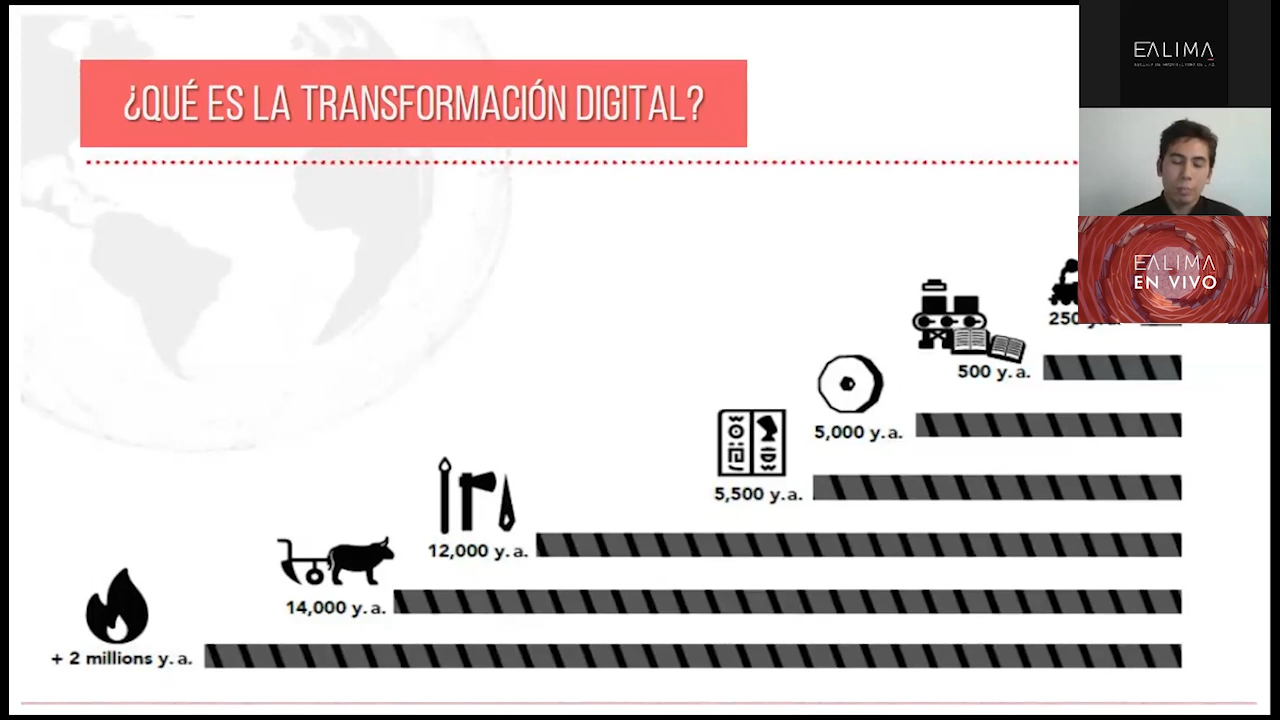 ¿QUÉ ES LA TRANSFORMACIÓN DIGITAL?
EALIMA
EALIMA
EN VIVO
250
500 y. a.
5,000 y. a.
5,500 y. a.
12,000 y. a.
14,000 y. a.
+ 2 millions y. a.